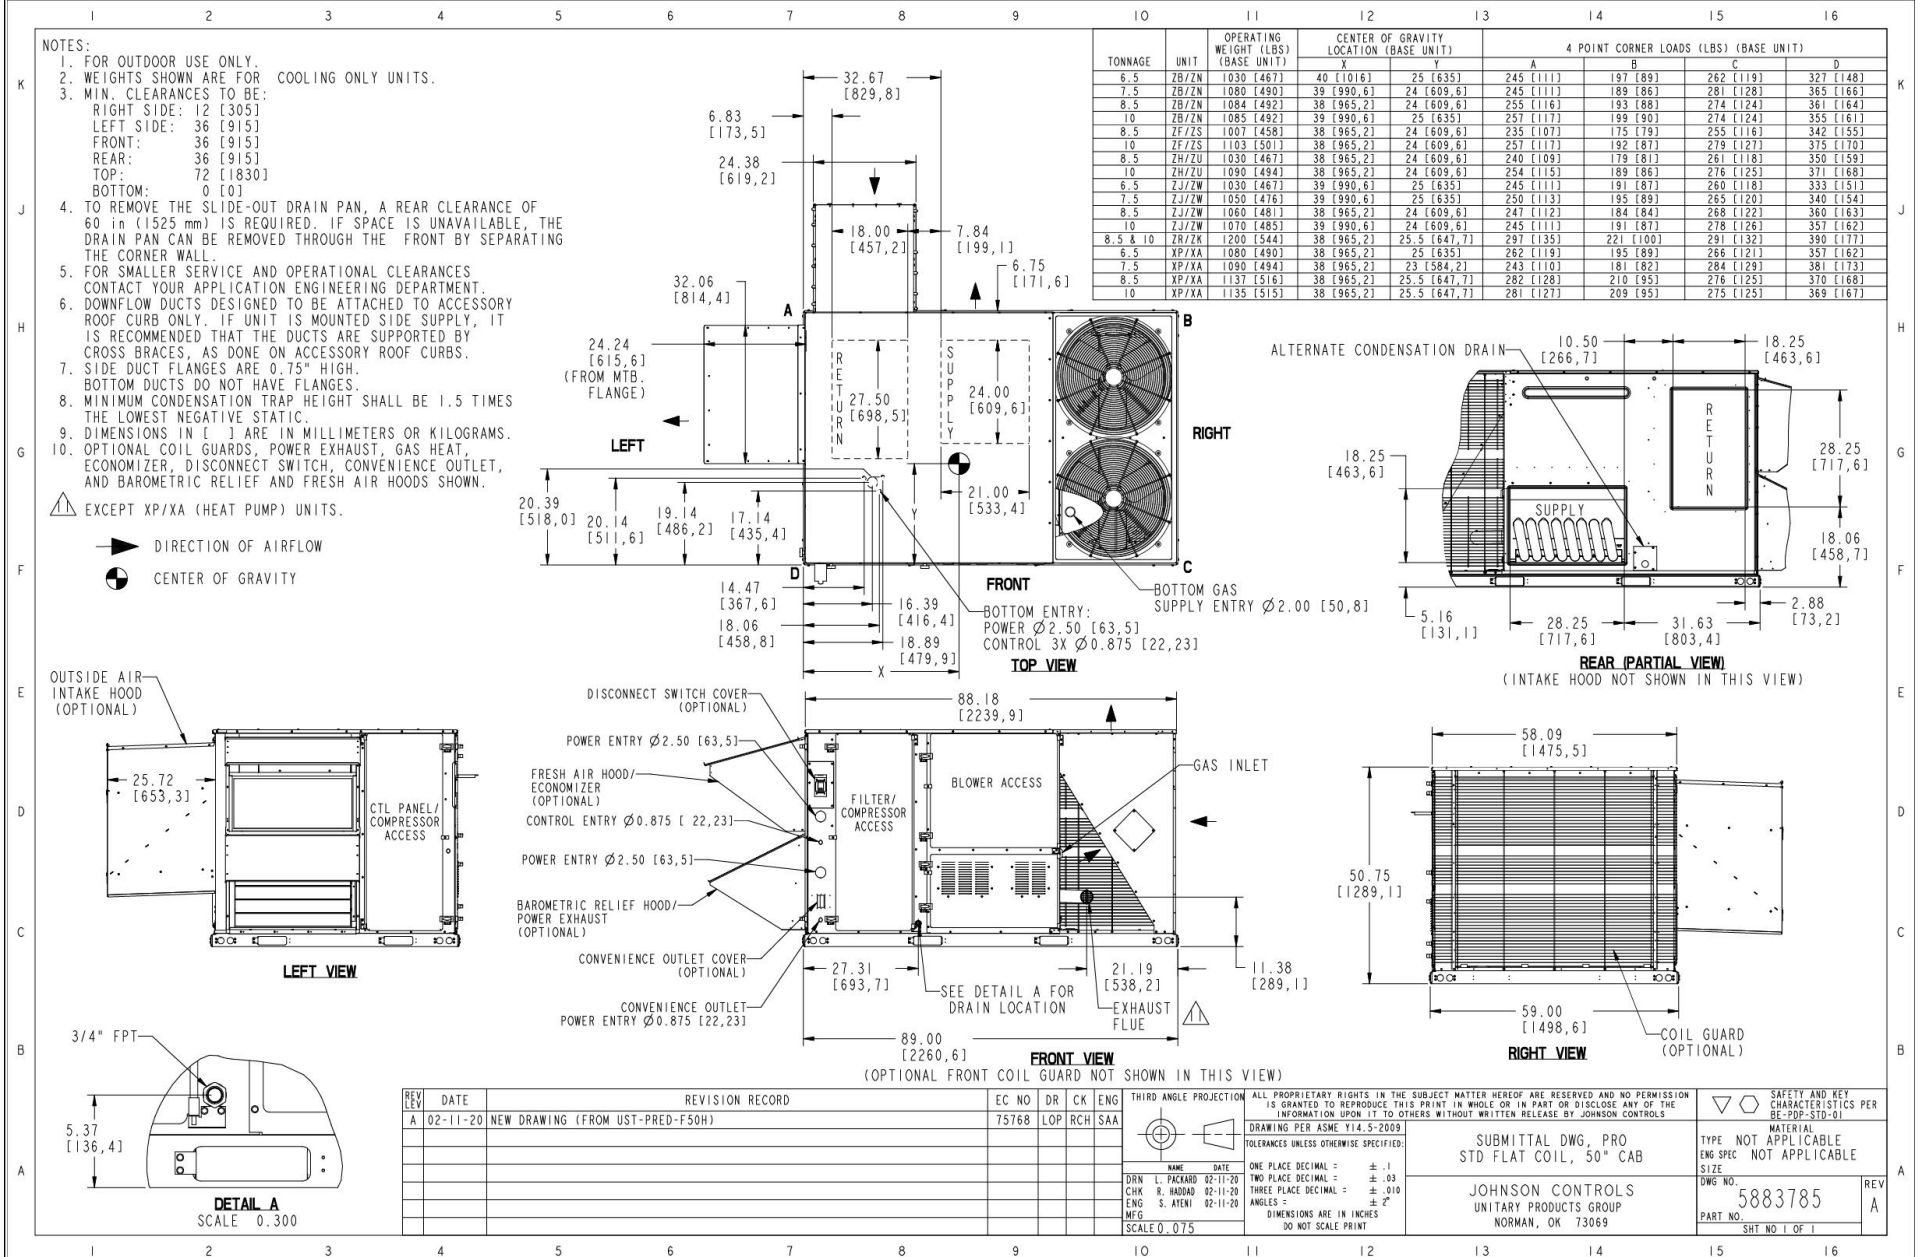 1 2 3 4 5 6 7 8 9 10 11 12 13 14 15 16
K
J
H
G
F
E
D
C
B
A
NOTES:
1. FOR OUTDOOR USE ONLY.
2. WEIGHTS SHOWN ARE FOR COOLING ONLY UNITS.
3. MIN. CLEARANCES TO BE:
RIGHT SIDE: 12 [305]
LEFT SIDE: 36 [915]
FRONT: 36 [915]
REAR: 36 [915]
TOP: 72 [1830]
BOTTOM: 0 [0]
4. TO REMOVE THE SLIDE-OUT DRAIN PAN, A REAR CLEARANCE OF
60 in (1525 mm) IS REQUIRED. IF SPACE IS UNAVAILABLE, THE
DRAIN PAN CAN BE REMOVED THROUGH THE FRONT BY SEPARATING
THE CORNER WALL.
5. FOR SMALLER SERVICE AND OPERATIONAL CLEARANCES
CONTACT YOUR APPLICATION ENGINEERING DEPARTMENT.
6. DOWNFLOW DUCTS DESIGNED TO BE ATTACHED TO ACCESSORY
ROOF CURB ONLY. IF UNIT IS MOUNTED SIDE SUPPLY, IT
IS RECOMMENDED THAT THE DUCTS ARE SUPPORTED BY
CROSS BRACES, AS DONE ON ACCESSORY ROOF CURBS.
7. SIDE DUCT FLANGES ARE 0.75" HIGH.
BOTTOM DUCTS DO NOT HAVE FLANGES.
8. MINIMUM CONDENSATION TRAP HEIGHT SHALL BE 1.5 TIMES
THE LOWEST NEGATIVE STATIC.
9. DIMENSIONS IN [ ] ARE IN MILLIMETERS OR KILOGRAMS.
10. OPTIONAL COIL GUARDS, POWER EXHAUST, GAS HEAT,
ECONOMIZER, DISCONNECT SWITCH, CONVENIENCE OUTLET,
AND BAROMETRIC RELIEF AND FRESH AIR HOODS SHOWN.
11 EXCEPT XP/XA (HEAT PUMP) UNITS.
DIRECTION OF AIRFLOW
CENTER OF GRAVITY
TONNAGE UNIT OPERATING WEIGHT (LBS) (BASE UNIT) CENTER OF GRAVITY LOCATION (BASE UNIT) 4 POINT CORNER LOADS (LBS) (BASE UNIT)
X Y A B C D
6.5 ZB/ZN 1030 [467] 40 [1016] 25 [635] 245 [111] 197 [89] 262 [119] 327 [148]
7.5 ZB/ZN 1080 [490] 39 [990,6] 24 [609,6] 245 [111] 189 [86] 281 [128] 365 [166]
8.5 ZB/ZN 1084 [492] 38 [965,2] 24 [609,6] 255 [116] 193 [88] 274 [124] 361 [164]
10 ZB/ZN 1085 [492] 39 [990,6] 25 [635] 257 [117] 199 [90] 274 [124] 355 [161]
8.5 ZF/ZS 1007 [458] 38 [965,2] 24 [609,6] 235 [107] 175 [79] 255 [116] 342 [155]
10 ZF/ZS 1103 [501] 38 [965,2] 24 [609,6] 257 [117] 192 [87] 279 [127] 375 [170]
8.5 ZH/ZU 1030 [467] 38 [965,2] 24 [609,6] 240 [109] 179 [81] 261 [118] 350 [159]
10 ZH/ZU 1090 [494] 38 [965,2] 24 [609,6] 254 [115] 189 [86] 276 [125] 371 [168]
6.5 ZJ/ZW 1030 [467] 39 [990,6] 25 [635] 245 [111] 191 [87] 260 [118] 333 [151]
7.5 ZJ/ZW 1050 [476] 39 [990,6] 25 [635] 250 [113] 195 [89] 265 [120] 340 [154]
8.5 ZJ/ZW 1060 [481] 38 [965,2] 24 [609,6] 247 [112] 184 [84] 268 [122] 360 [163]
10 ZJ/ZW 1070 [485] 39 [990,6] 24 [609,6] 245 [111] 191 [87] 278 [126] 357 [162]
8.5 & 10 ZR/ZK 1200 [544] 38 [965,2] 25.5 [647,7] 297 [135] 221 [100] 291 [132] 390 [177]
6.5 XP/XA 1080 [490] 38 [965,2] 25 [635] 262 [119] 195 [89] 266 [121] 357 [162]
7.5 XP/XA 1090 [494] 38 [965,2] 23 [584,2] 243 [110] 181 [82] 284 [129] 381 [173]
8.5 XP/XA 1137 [516] 38 [965,2] 25.5 [647,7] 282 [128] 210 [95] 276 [125] 370 [168]
10 XP/XA 1135 [515] 38 [965,2] 25.5 [647,7] 281 [127] 209 [95] 275 [125] 369 [167]
32.67
[829,8]
6.83
[173,5]
24.38
[619,2]
18.00
[457,2]
7.84
[199,1]
6.75
[171,6]
32.06
[814,4]
A
B
24.24
[615,6]
(FROM MTB.
FLANGE)
RETURN
27.50
[698,5]
SUPPLY
24.00
[609,6]
LEFT
RIGHT
21.00
[533,4]
Y
20.39
[518,0]
20.14
[511,6]
19.14
[486,2]
17.14
[435,4]
D
C
FRONT
14.47
[367,6]
16.39
[416,4]
18.06
[458,8]
18.89
[479,9]
X
BOTTOM GAS
SUPPLY ENTRY Ø2.00 [50,8]
BOTTOM ENTRY:
POWER Ø2.50 [63,5]
CONTROL 3X Ø0.875 [22,23]
TOP VIEW
ALTERNATE CONDENSATION DRAIN
10.50
[266,7]
18.25
[463,6]
RETURN
18.25
[463,6]
28.25
[717,6]
SUPPLY
18.06
[458,7]
5.16
[131,1]
28.25
[717,6]
31.63
[803,4]
2.88
[73,2]
REAR (PARTIAL VIEW)
(INTAKE HOOD NOT SHOWN IN THIS VIEW)
OUTSIDE AIR
INTAKE HOOD
(OPTIONAL)
25.72
[653,3]
CTL PANEL/
COMPRESSOR
ACCESS
LEFT VIEW
DISCONNECT SWITCH COVER
(OPTIONAL)
POWER ENTRY Ø2.50 [63,5]
FRESH AIR HOOD/
ECONOMIZER
(OPTIONAL)
CONTROL ENTRY Ø0.875 [ 22,23]
POWER ENTRY Ø2.50 [63,5]
BAROMETRIC RELIEF HOOD/
POWER EXHAUST
(OPTIONAL)
CONVENIENCE OUTLET COVER
(OPTIONAL)
CONVENIENCE OUTLET
POWER ENTRY Ø0.875 [22,23]
88.18
[2239,9]
FILTER/
COMPRESSOR
ACCESS
BLOWER ACCESS
GAS INLET
27.31
[693,7]
SEE DETAIL A FOR
DRAIN LOCATION
21.19
[538,2]
11.38
[289,1]
EXHAUST
FLUE
11
89.00
[2260,6]
FRONT VIEW
(OPTIONAL FRONT COIL GUARD NOT SHOWN IN THIS VIEW)
58.09
[1475,5]
50.75
[1289,1]
59.00
[1498,6]
COIL GUARD
(OPTIONAL)
RIGHT VIEW
3/4" FPT
5.37
[136,4]
DETAIL A
SCALE 0.300
REV LEV DATE REVISION RECORD EC NO DR CK ENG
A 02-11-20 NEW DRAWING (FROM UST-PRED-F50H) 75768 LOP RCH SAA
THIRD ANGLE PROJECTION
ALL PROPRIETARY RIGHTS IN THE SUBJECT MATTER HEREOF ARE RESERVED AND NO PERMISSION
IS GRANTED TO REPRODUCE THIS PRINT IN WHOLE OR IN PART OR DISCLOSE ANY OF THE
INFORMATION UPON IT TO OTHERS WITHOUT WRITTEN RELEASE BY JOHNSON CONTROLS
DRAWING PER ASME Y14.5-2009
TOLERANCES UNLESS OTHERWISE SPECIFIED:
ONE PLACE DECIMAL = ± .1
TWO PLACE DECIMAL = ± .03
THREE PLACE DECIMAL = ± .010
ANGLES = ± 2°
DIMENSIONS ARE IN INCHES
DO NOT SCALE PRINT
NAME DATE
DRN L. PACKARD 02-11-20
CHK R. HADDAD 02-11-20
ENG S. AYENI 02-11-20
MFG
SCALE 0.075
SUBMITTAL DWG, PRO
STD FLAT COIL, 50" CAB
JOHNSON CONTROLS
UNITARY PRODUCTS GROUP
NORMAN, OK 73069
SAFETY AND KEY
CHARACTERISTICS PER
BE-PDP-STD-01
MATERIAL
TYPE NOT APPLICABLE
ENG SPEC NOT APPLICABLE
SIZE
DWG NO. 5883785
REV
A
PART NO.
SHT NO 1 OF 1
1 2 3 4 5 6 7 8 9 10 11 12 13 14 15 16
K
J
H
G
F
E
D
C
B
A